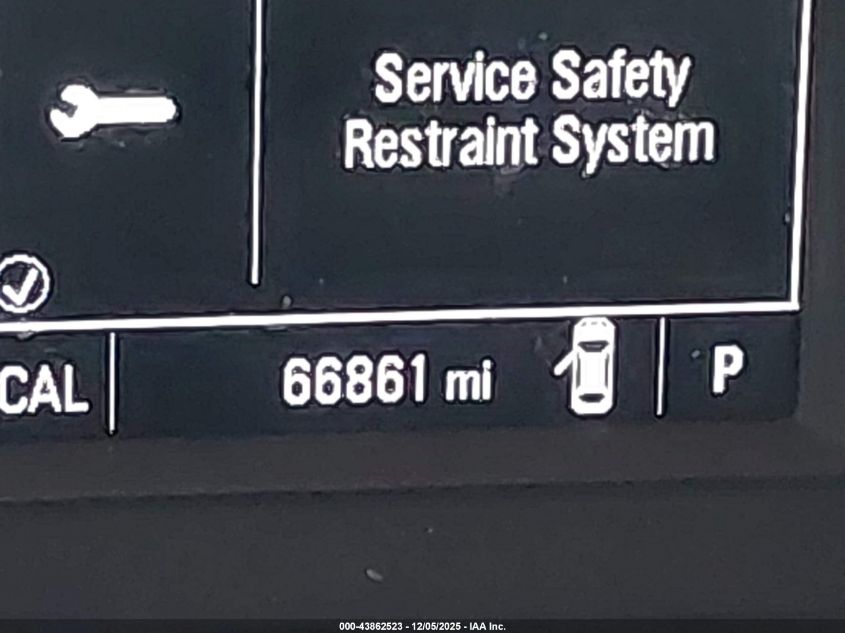 Service Safety
Restraint System
CAL
66861 mi
P
000-43862523 - 12/05/2025 - IAA Inc.